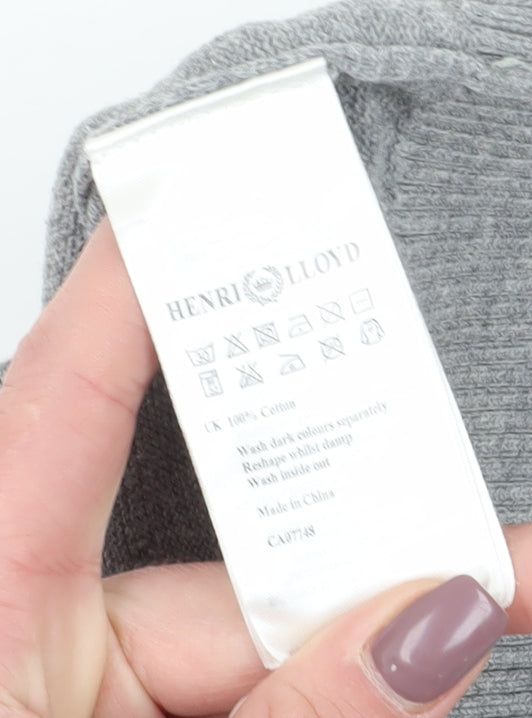 HENRI LLOYD
UK 100% Cotton
Wash dark colours separately
Reshape whilst damp
Wash inside out
Made in China
CA07748